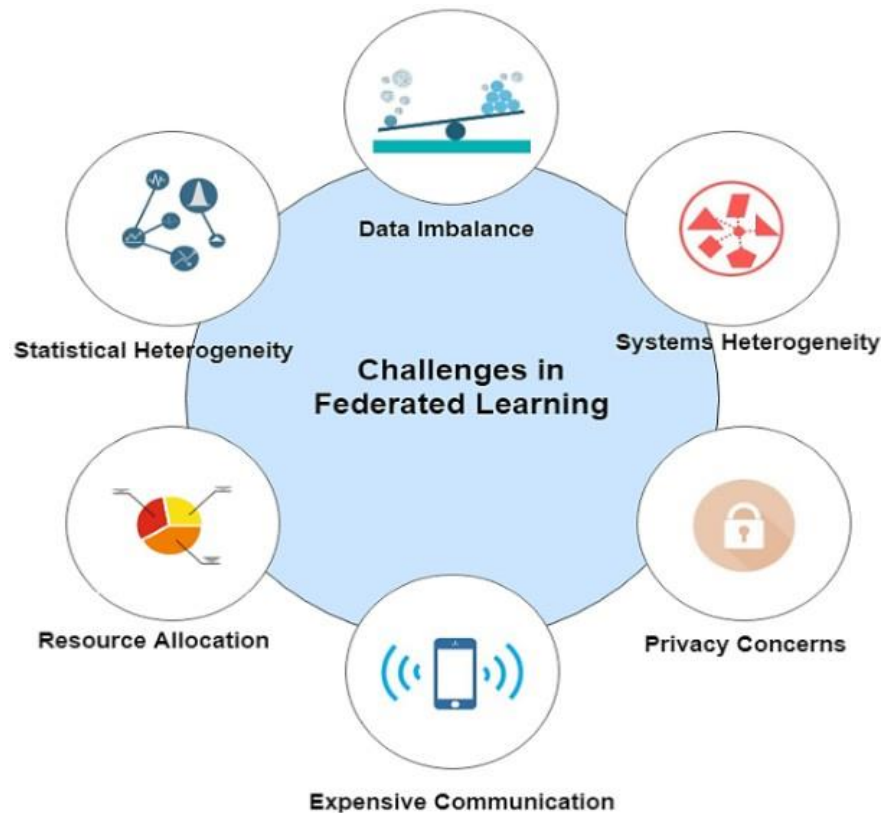 Data Imbalance
Statistical Heterogeneity
Systems Heterogeneity
Challenges in
Federated Learning
Resource Allocation
Privacy Concerns
Expensive Communication